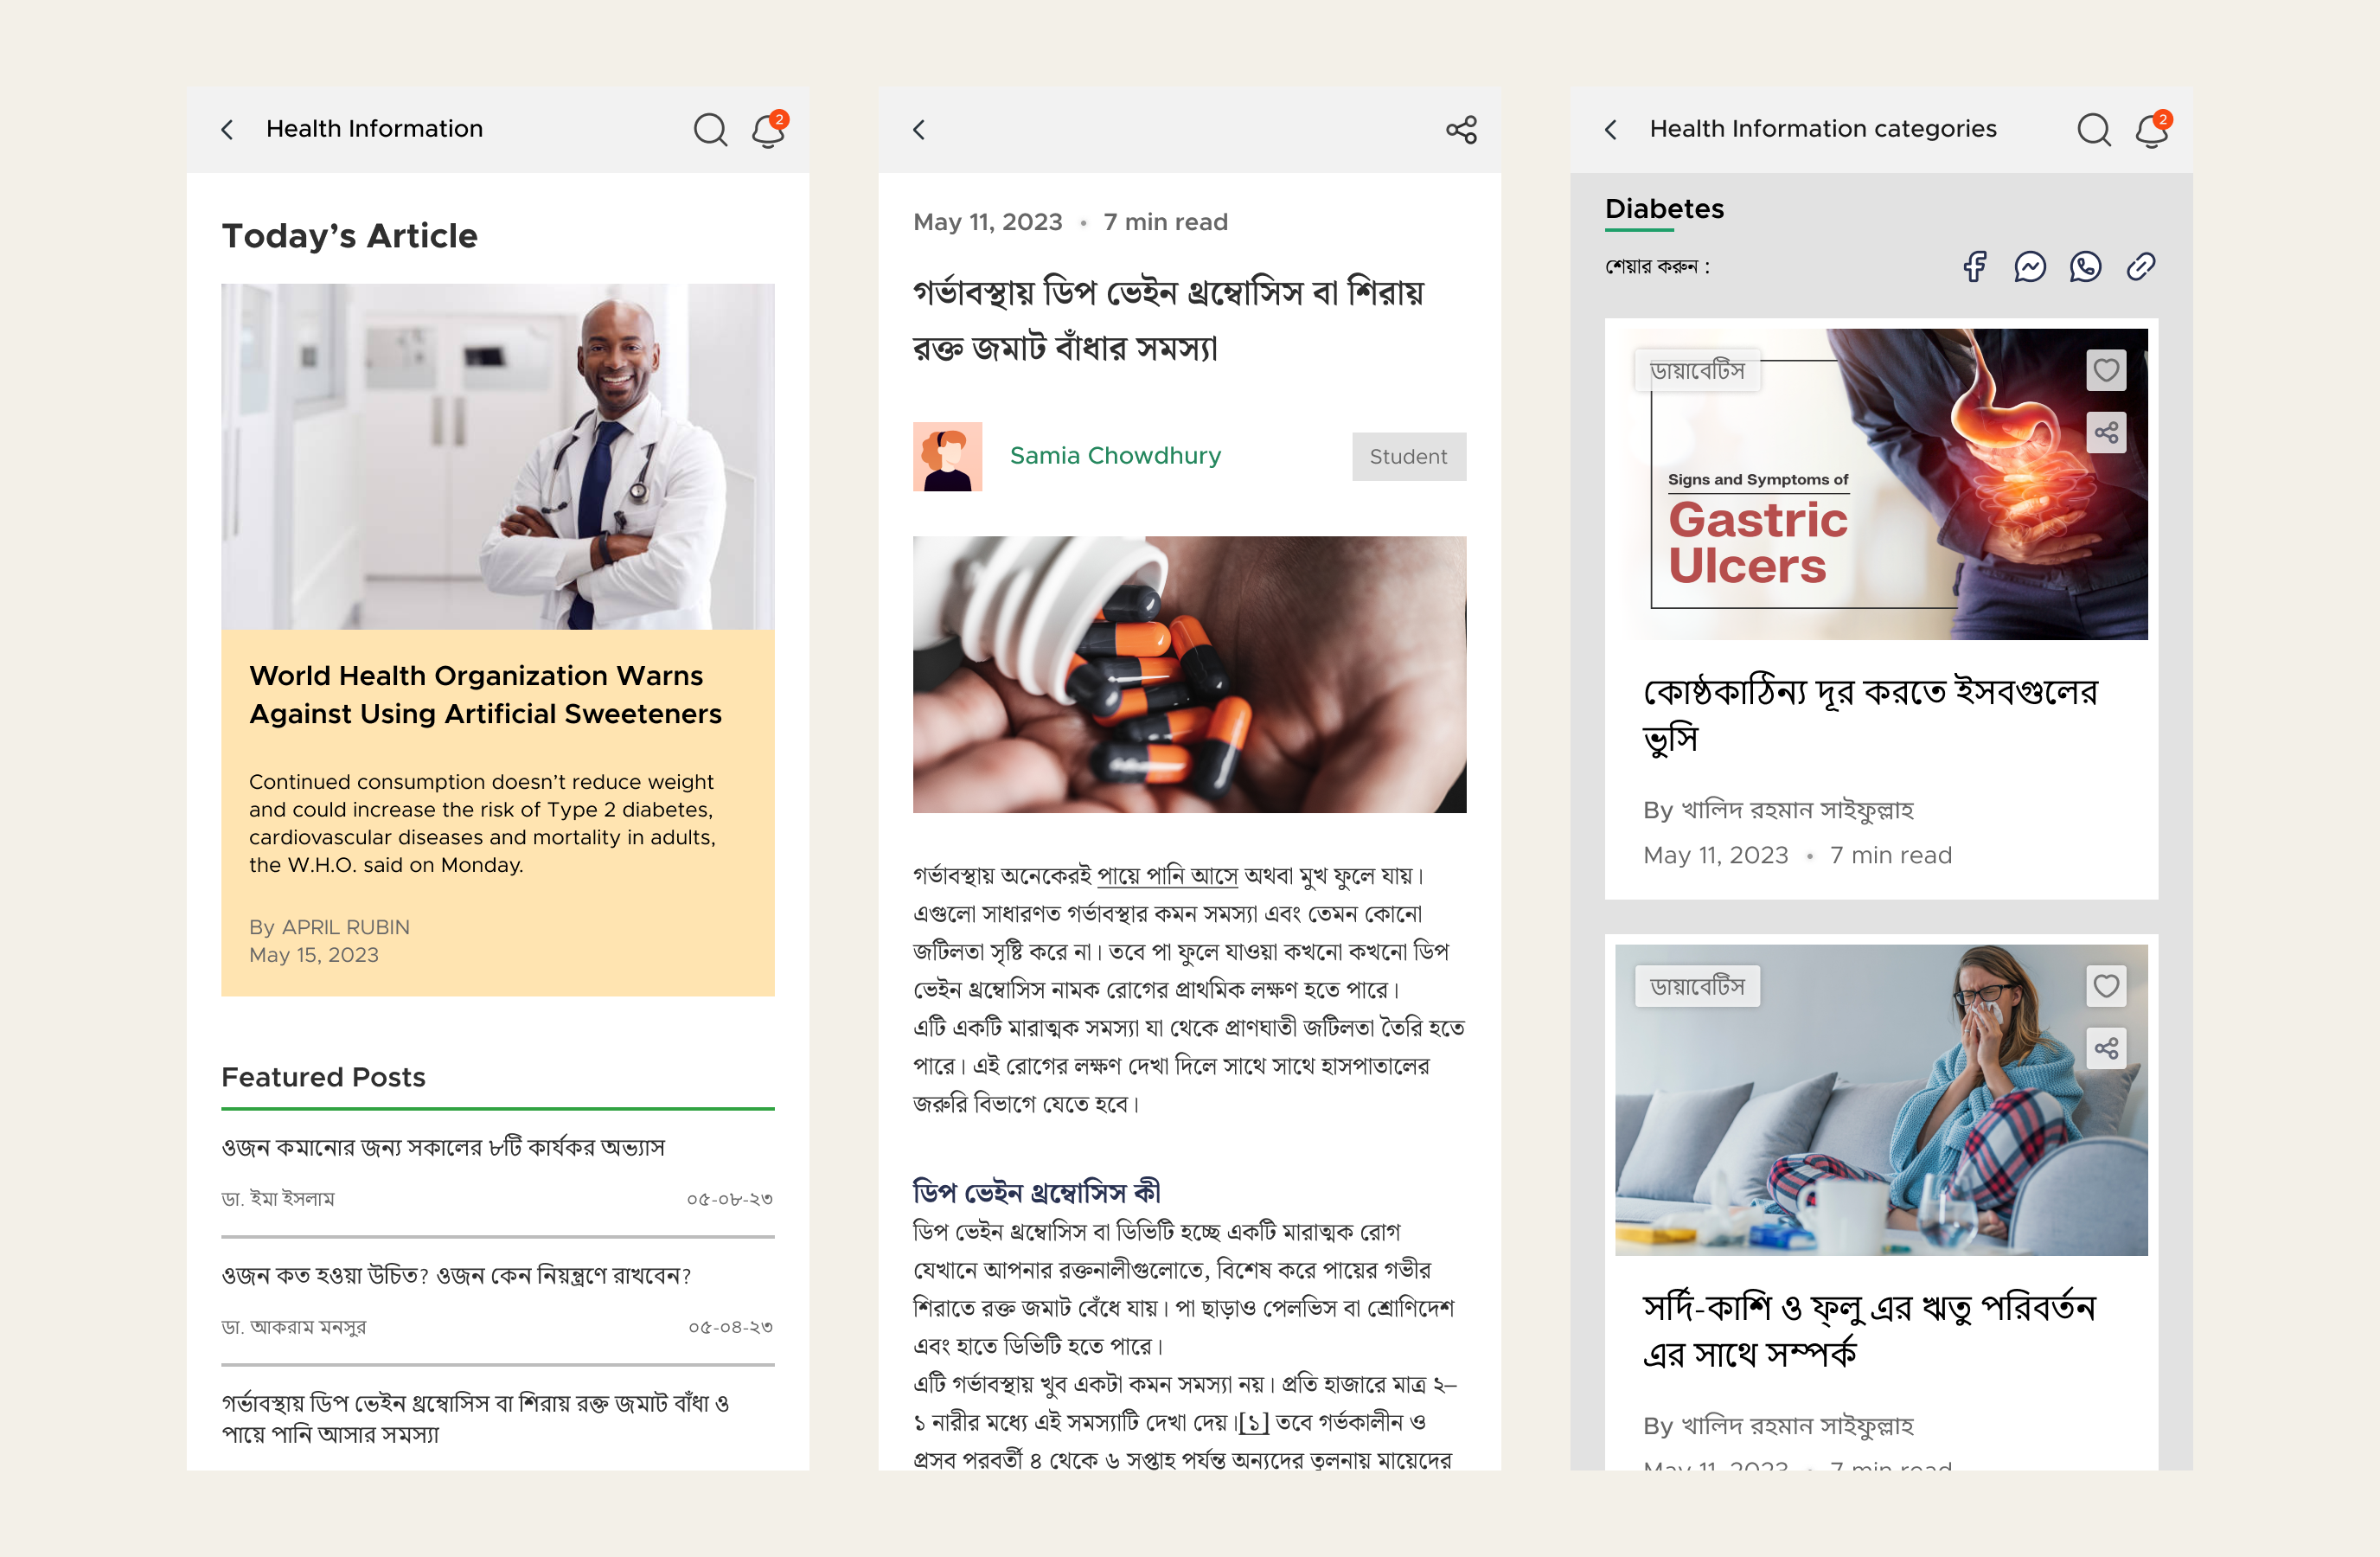 Health Information
2
Today’s Article
World Health Organization Warns
Against Using Artificial Sweeteners
Continued consumption doesn’t reduce weight
and could increase the risk of Type 2 diabetes,
cardiovascular diseases and mortality in adults,
the W.H.O. said on Monday.
By APRIL RUBIN
May 15, 2023
Featured Posts
ওজন কমানোর জন্য সকালের ৮টি কার্যকর অভ্যাস
ডা. ইমা ইসলাম ০৫-০৮-২৩
ওজন কত হওয়া উচিত? ওজন কেন নিয়ন্ত্রণে রাখবেন?
ডা. আকরাম মনসুর ০৫-০৪-২৩
গর্ভাবস্থায় ডিপ ভেইন থ্রম্বোসিস বা শিরায় রক্ত জমাট বাঁধা ও
পায়ে পানি আসার সমস্যা
May 11, 2023 • 7 min read
গর্ভাবস্থায় ডিপ ভেইন থ্রম্বোসিস বা শিরায়
রক্ত জমাট বাঁধার সমস্যা
Samia Chowdhury
Student
গর্ভাবস্থায় অনেকেরই পায়ে পানি আসে অথবা মুখ ফুলে যায়।
এগুলো সাধারণত গর্ভাবস্থার কমন সমস্যা এবং তেমন কোনো
জটিলতা সৃষ্টি করে না। তবে পা ফুলে যাওয়া কখনো কখনো ডিপ
ভেইন থ্রম্বোসিস নামক রোগের প্রাথমিক লক্ষণ হতে পারে।
এটি একটি মারাত্মক সমস্যা যা থেকে প্রাণঘাতী জটিলতা তৈরি হতে
পারে। এই রোগের লক্ষণ দেখা দিলে সাথে সাথে হাসপাতালের
জরুরি বিভাগে যেতে হবে।
ডিপ ভেইন থ্রম্বোসিস কী
ডিপ ভেইন থ্রম্বোসিস বা ডিভিটি হচ্ছে একটি মারাত্মক রোগ
যেখানে আপনার রক্তনালীগুলোতে, বিশেষ করে পায়ের গভীর
শিরাতে রক্ত জমাট বেঁধে যায়। পা ছাড়াও পেলভিস বা শ্রোণিদেশ
এবং হাতে ডিভিটি হতে পারে।
এটি গর্ভাবস্থায় খুব একটা কমন সমস্যা নয়। প্রতি হাজারে মাত্র ২–
১ নারীর মধ্যে এই সমস্যাটি দেখা দেয়।[১] তবে গর্ভকালীন ও
প্রসব পরবর্তী ৪ থেকে ৬ সপ্তাহ পর্যন্ত অন্যদের তুলনায় মায়েদের
Health Information categories
2
Diabetes
শেয়ার করুন :
ডায়াবেটিস
Signs and Symptoms of
Gastric
Ulcers
কোষ্ঠকাঠিন্য দূর করতে ইসবগুলের
ভুসি
By খালিদ রহমান সাইফুল্লাহ
May 11, 2023 • 7 min read
ডায়াবেটিস
সর্দি-কাশি ও ফ্লু এর ঋতু পরিবর্তন
এর সাথে সম্পর্ক
By খালিদ রহমান সাইফুল্লাহ
May 11, 2023 • 7 min read